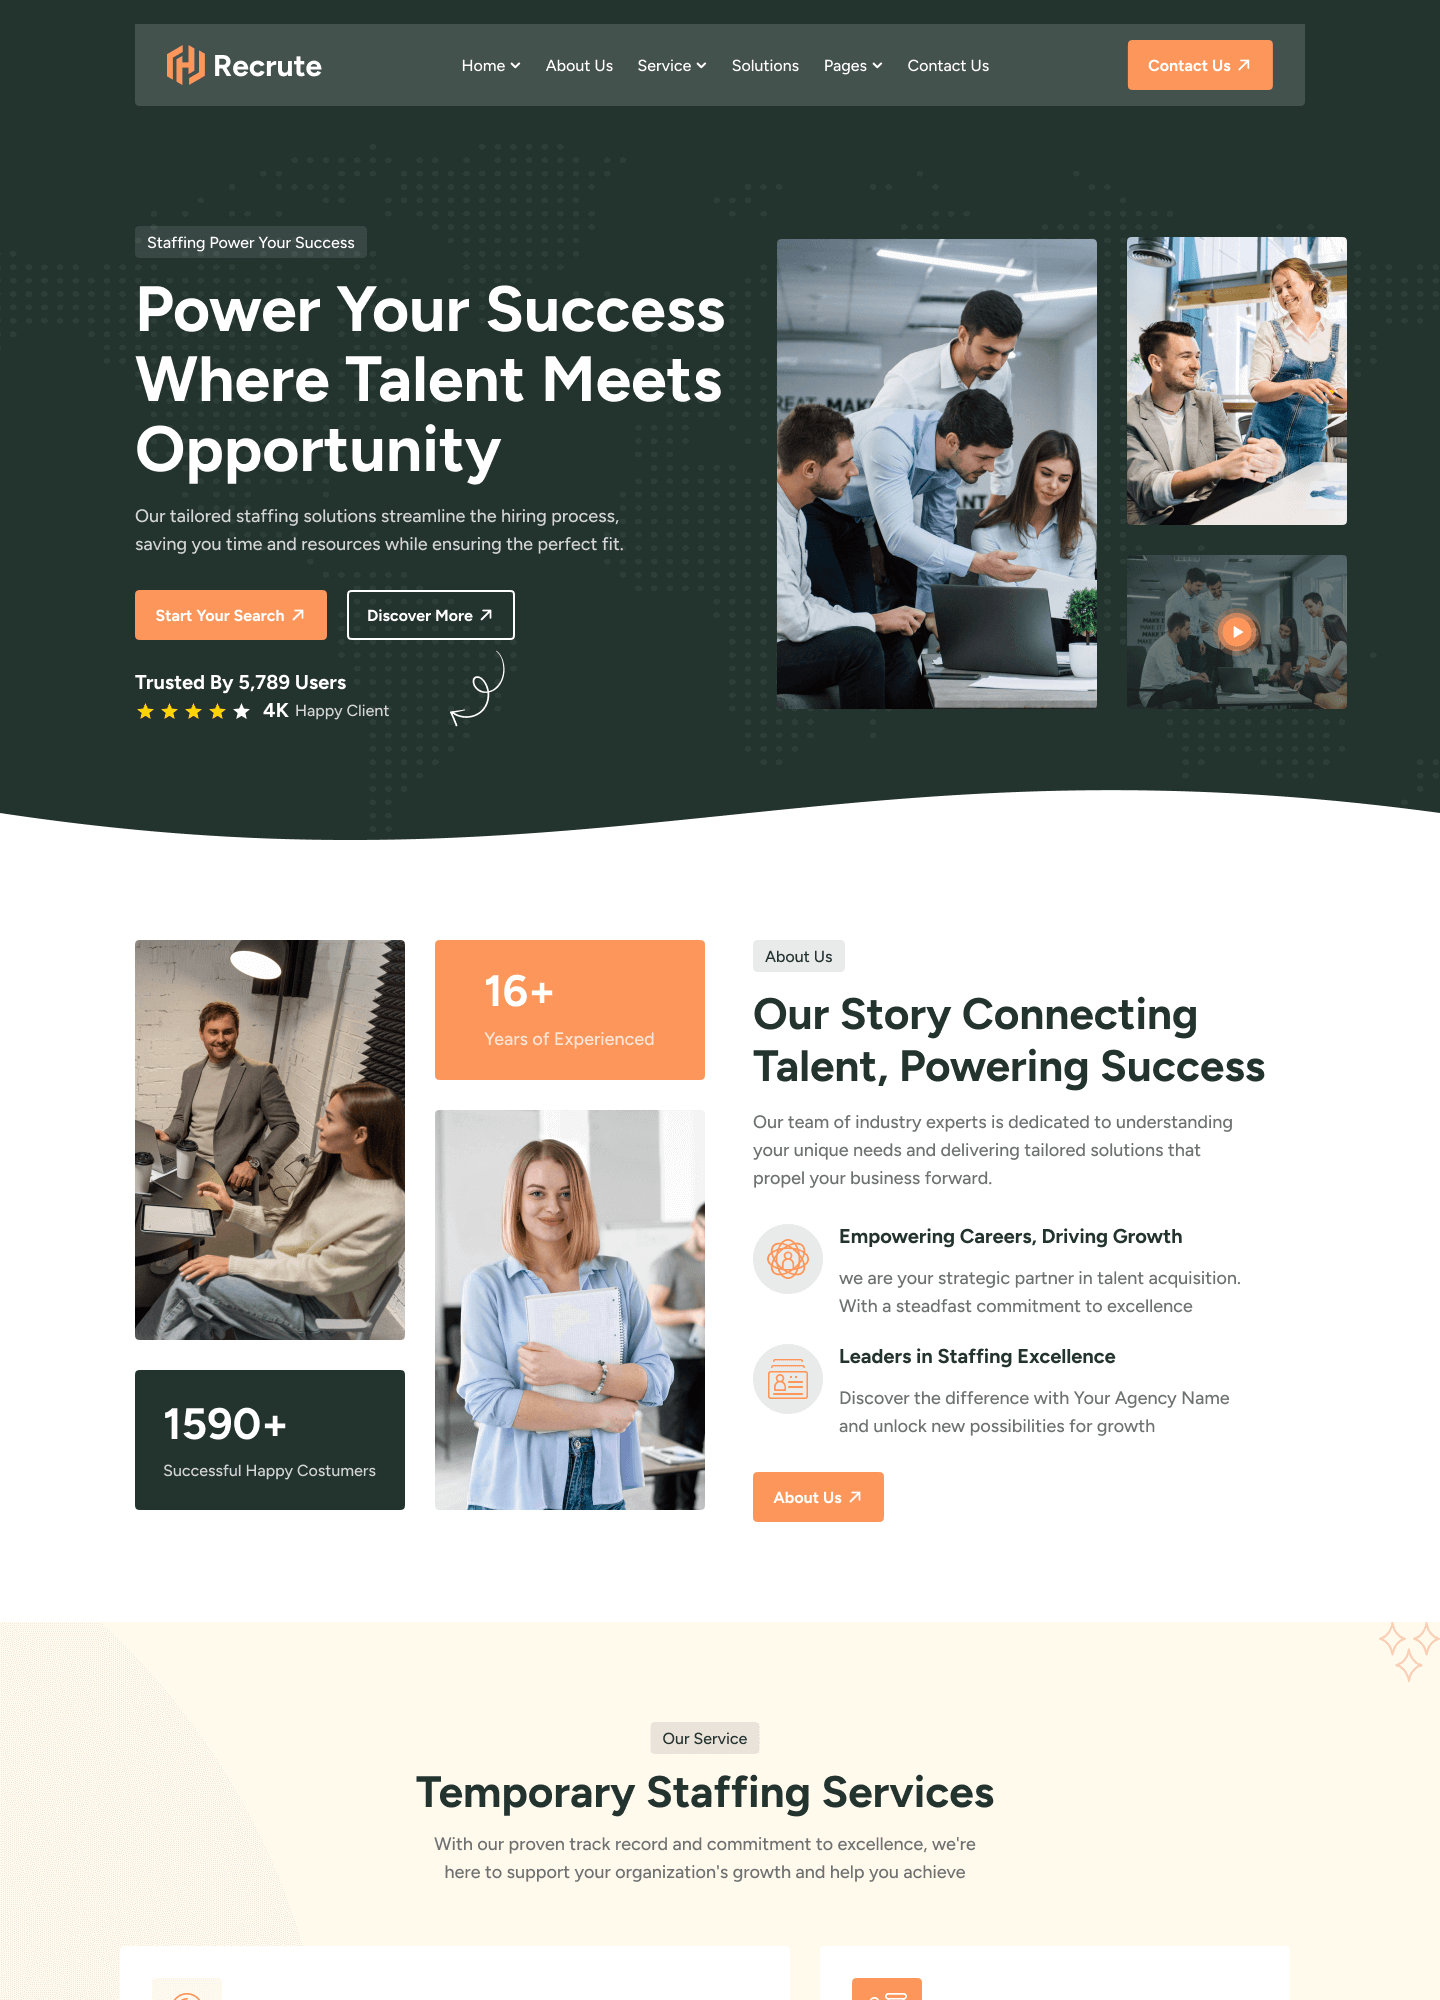 Recrute
Home
About Us
Service
Solutions
Pages
Contact Us
Contact Us
Staffing Power Your Success
Power Your Success
Where Talent Meets
Opportunity
Our tailored staffing solutions streamline the hiring process,
saving you time and resources while ensuring the perfect fit.
Start Your Search
Discover More
Trusted By 5,789 Users
4K Happy Client
16+
Years of Experienced
1590+
Successful Happy Costumers
About Us
Our Story Connecting
Talent, Powering Success
Our team of industry experts is dedicated to understanding
your unique needs and delivering tailored solutions that
propel your business forward.
Empowering Careers, Driving Growth
we are your strategic partner in talent acquisition.
With a steadfast commitment to excellence
Leaders in Staffing Excellence
Discover the difference with Your Agency Name
and unlock new possibilities for growth
About Us
Our Service
Temporary Staffing Services
With our proven track record and commitment to excellence, we're
here to support your organization's growth and help you achieve